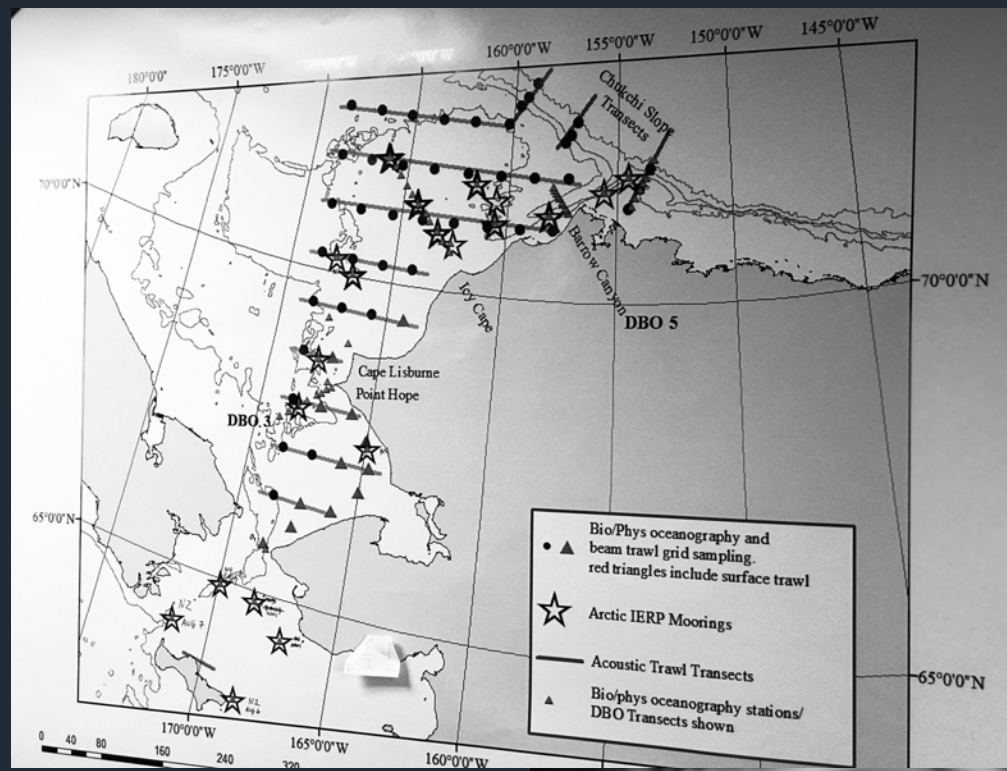 180°0'0"
175°0'0"W
160°0'0"W
155°0'0"W
150°0'0"W
145°0'0"W
Chukchi Slope
Transects
70°0'0"N
Barrow Canyon
Icy Cape
70°0'0"N
DBO 5
Cape Lisburne
Point Hope
DBO 3
65°0'0"N
N2
AUG 7
Bio/Phys oceanography and
beam trawl grid sampling.
red triangles include surface trawl
Arctic IERP Moorings
Acoustic Trawl Transects
Bio/phys oceanography stations/
DBO Transects shown
65°0'0"N
170°0'0"W
165°0'0"W
160°0'0"W
0 40 80 160 240 320